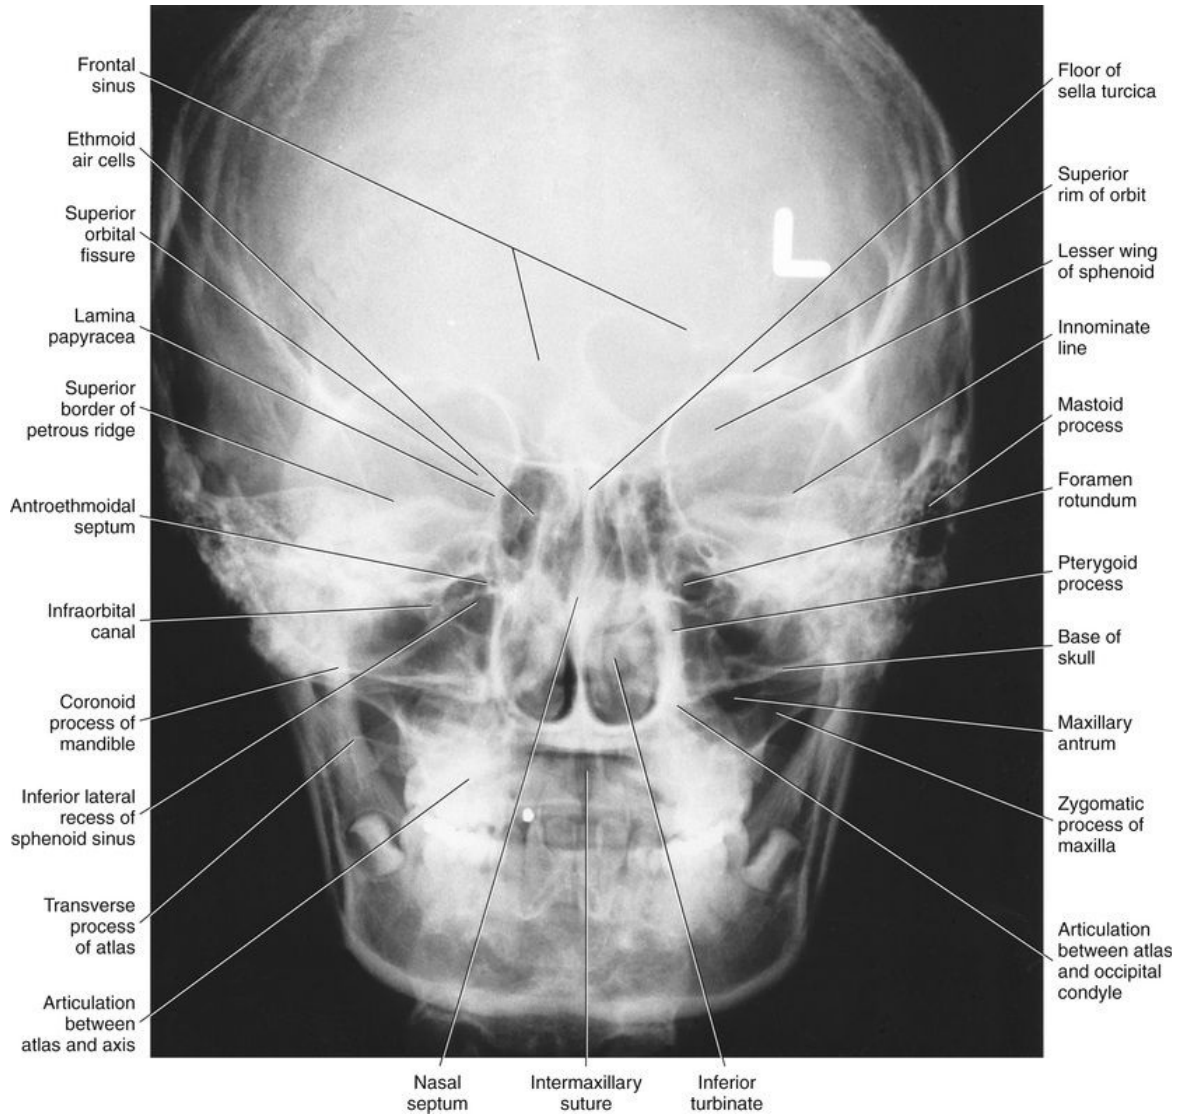 Frontal
sinus
Ethmoid
air cells
Superior
orbital
fissure
Lamina
papyracea
Superior
border of
petrous ridge
Antroethmoidal
septum
Infraorbital
canal
Coronoid
process of
mandible
Inferior lateral
recess of
sphenoid sinus
Transverse
process
of atlas
Articulation
between
atlas and axis
L
Floor of
sella turcica
Superior
rim of orbit
Lesser wing
of sphenoid
Innominate
line
Mastoid
process
Foramen
rotundum
Pterygoid
process
Base of
skull
Maxillary
antrum
Zygomatic
process of
maxilla
Articulation
between atlas
and occipital
condyle
Nasal
septum
Intermaxillary
suture
Inferior
turbinate